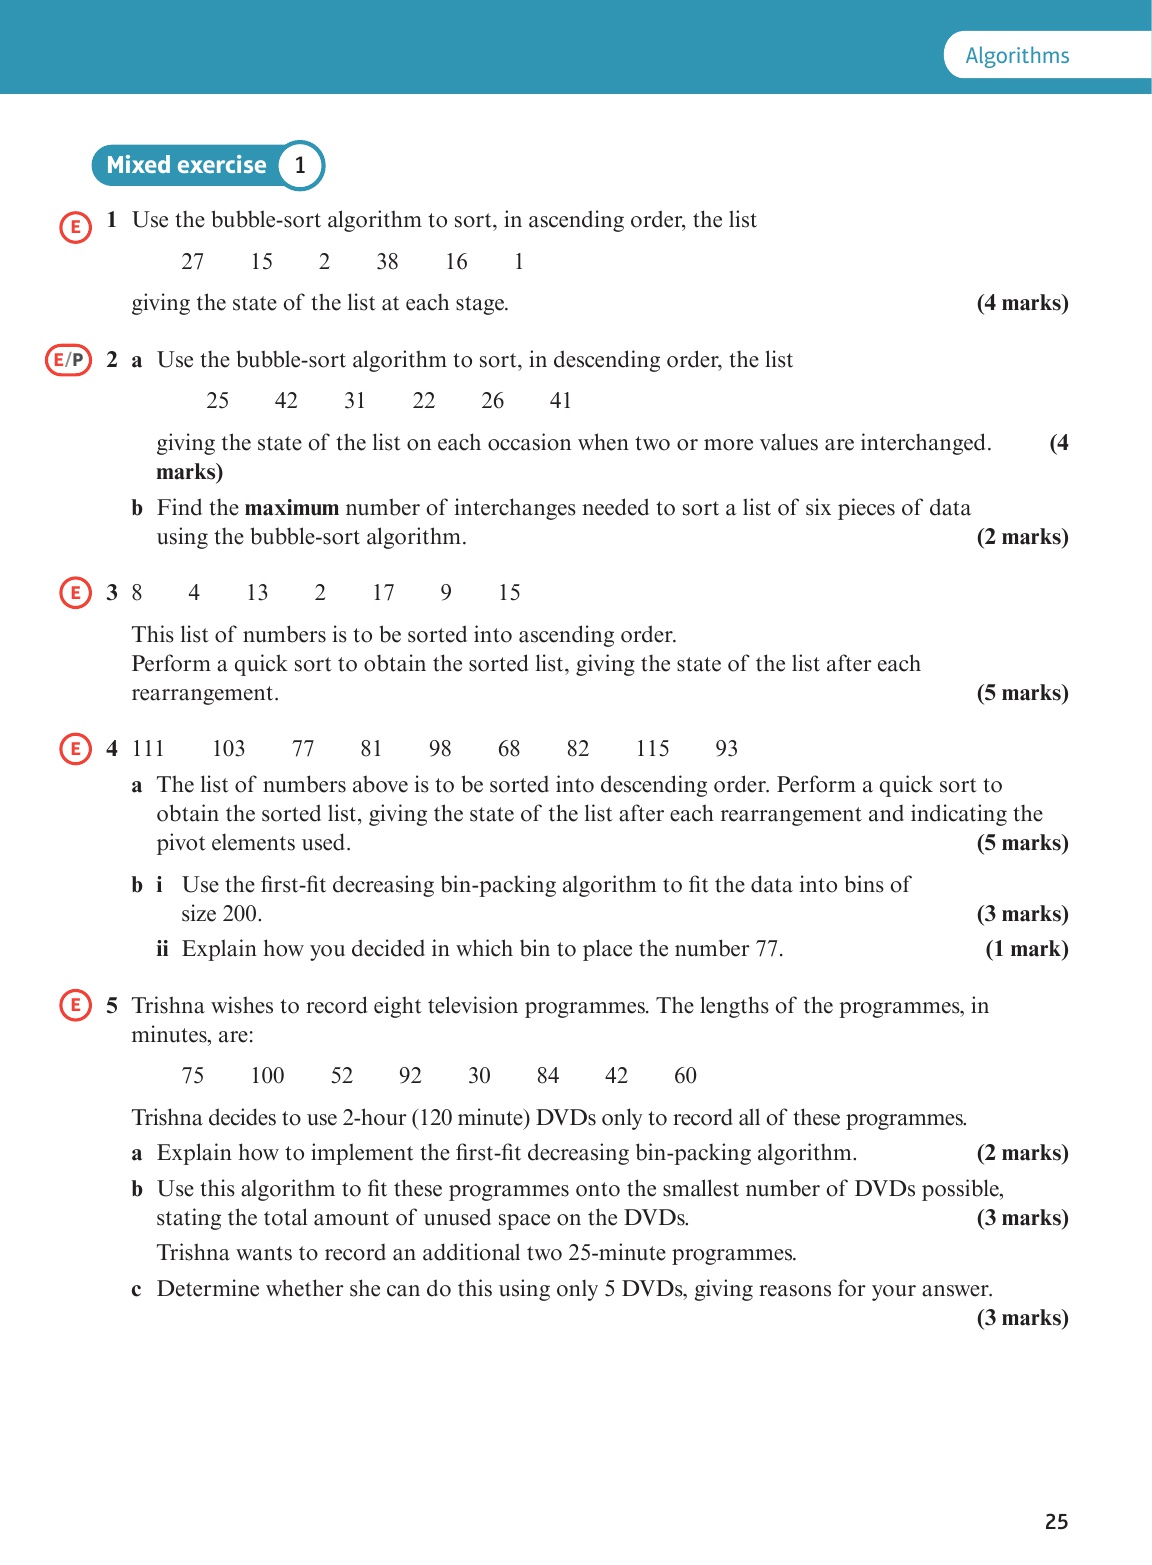 Algorithms
Mixed exercise 1
E 1 Use the bubble-sort algorithm to sort, in ascending order, the list
27 15 2 38 16 1
giving the state of the list at each stage. (4 marks)
E/P 2 a Use the bubble-sort algorithm to sort, in descending order, the list
25 42 31 22 26 41
giving the state of the list on each occasion when two or more values are interchanged. (4
marks)
b Find the maximum number of interchanges needed to sort a list of six pieces of data
using the bubble-sort algorithm. (2 marks)
E 3 8 4 13 2 17 9 15
This list of numbers is to be sorted into ascending order.
Perform a quick sort to obtain the sorted list, giving the state of the list after each
rearrangement. (5 marks)
E 4 111 103 77 81 98 68 82 115 93
a The list of numbers above is to be sorted into descending order. Perform a quick sort to
obtain the sorted list, giving the state of the list after each rearrangement and indicating the
pivot elements used. (5 marks)
b i Use the first-fit decreasing bin-packing algorithm to fit the data into bins of
size 200. (3 marks)
ii Explain how you decided in which bin to place the number 77. (1 mark)
E 5 Trishna wishes to record eight television programmes. The lengths of the programmes, in
minutes, are:
75 100 52 92 30 84 42 60
Trishna decides to use 2-hour (120 minute) DVDs only to record all of these programmes.
a Explain how to implement the first-fit decreasing bin-packing algorithm. (2 marks)
b Use this algorithm to fit these programmes onto the smallest number of DVDs possible,
stating the total amount of unused space on the DVDs. (3 marks)
Trishna wants to record an additional two 25-minute programmes.
c Determine whether she can do this using only 5 DVDs, giving reasons for your answer.
(3 marks)
25